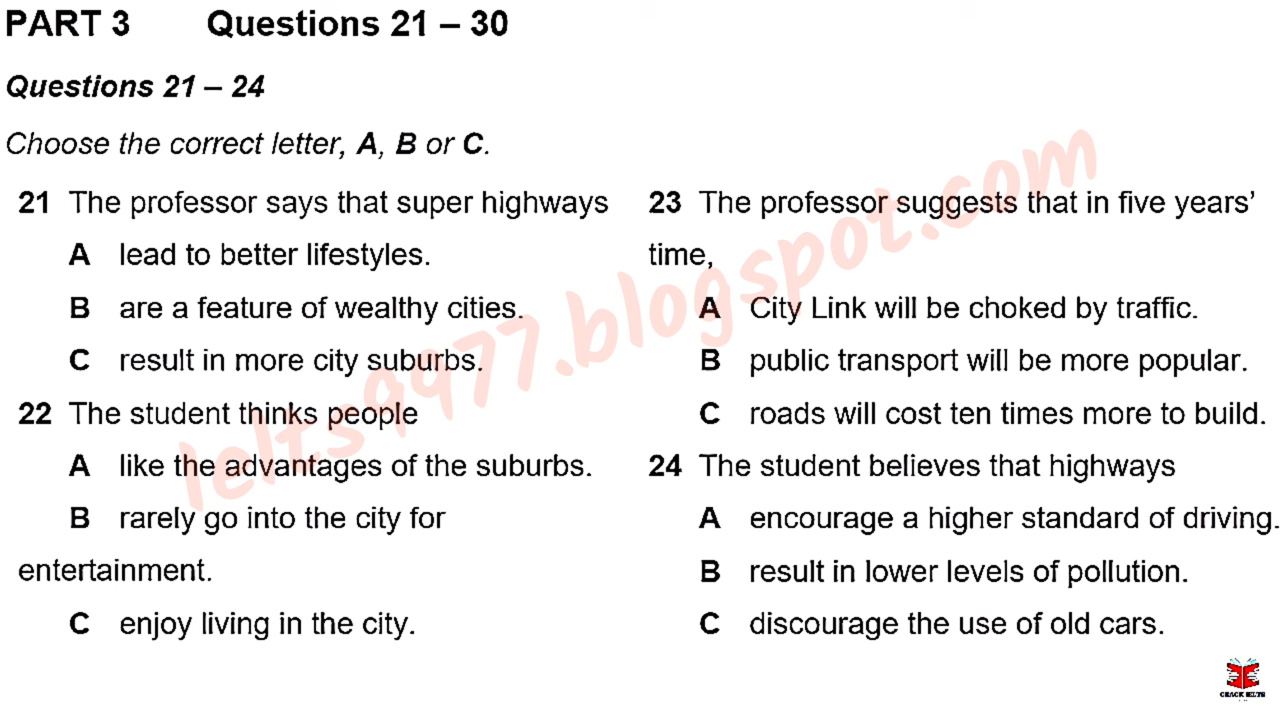 PART 3 Questions 21 – 30
Questions 21 – 24
Choose the correct letter, A, B or C.
21 The professor says that super highways
A lead to better lifestyles.
B are a feature of wealthy cities.
C result in more city suburbs.
22 The student thinks people
A like the advantages of the suburbs.
B rarely go into the city for
entertainment.
C enjoy living in the city.
23 The professor suggests that in five years’
time,
A City Link will be choked by traffic.
B public transport will be more popular.
C roads will cost ten times more to build.
24 The student believes that highways
A encourage a higher standard of driving.
B result in lower levels of pollution.
C discourage the use of old cars.
Ielts9977.blogspot.com
CRACK IELTS